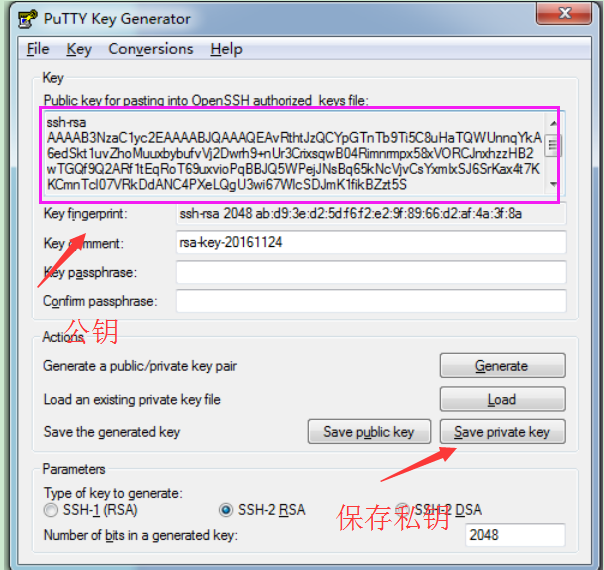 PuTTY Key Generator
File Key Conversions Help
Key
Public key for pasting into OpenSSH authorized_keys file:
ssh-rsa
AAAAB3NzaC1yc2EAAAABJQAAAQEAvRthtJzQCYpGTnTb9Ti5C8uHaTQWUnnqYkA
6edSkt1uvZhoMuuxbybufvVj2Dwrh9+nUr3CrixsqwB04Rimnrmpx58xVORCJnxhzzHB2
wTGQf9Q2ARf1tEqRoT69uxvioPqBBJQ5WPejJNsBq65kNcVjvCsYxmlxSJ6SrKax4t7K
KCmnTcl07VRkDdANC4PXeLQgU3wi67WlcSDJmK1fikBZzt5S
Key fingerprint: ssh-rsa 2048 ab:d9:3e:d2:5d:f6:f2:e2:9f:89:66:d2:af:4a:3f:8a
Key comment: rsa-key-20161124
Key passphrase:
Confirm passphrase:
公钥
Actions
Generate a public/private key pair Generate
Load an existing private key file Load
Save the generated key Save public key Save private key
Parameters
Type of key to generate:
SSH-1 (RSA) SSH-2 RSA SSH-2 DSA
保存私钥
Number of bits in a generated key: 2048